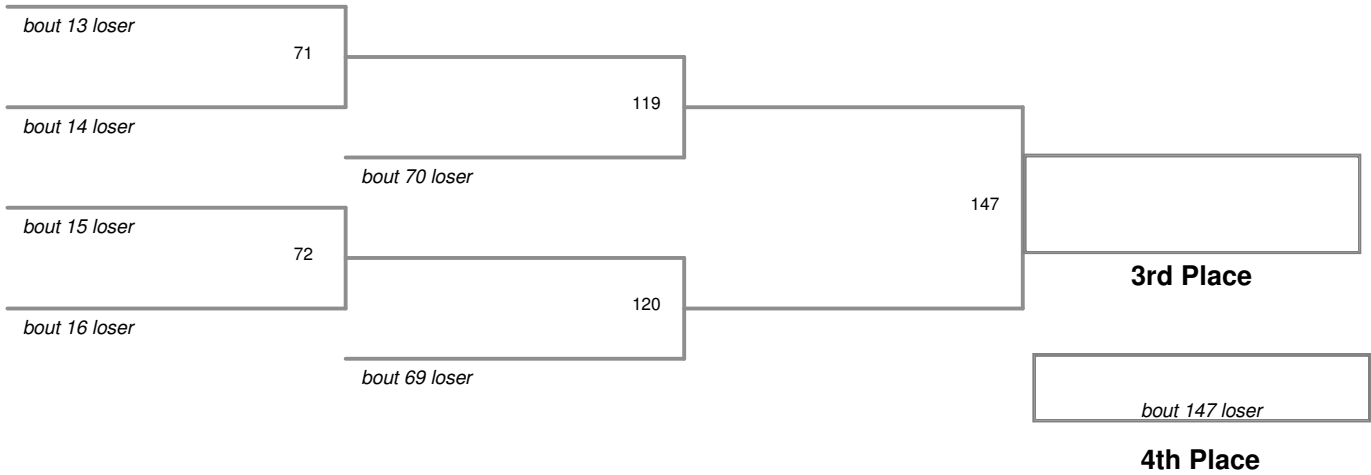 bout 13 loser
71
119
bout 14 loser
bout 70 loser
147
bout 15 loser
72
3rd Place
120
bout 16 loser
bout 69 loser
bout 147 loser
4th Place